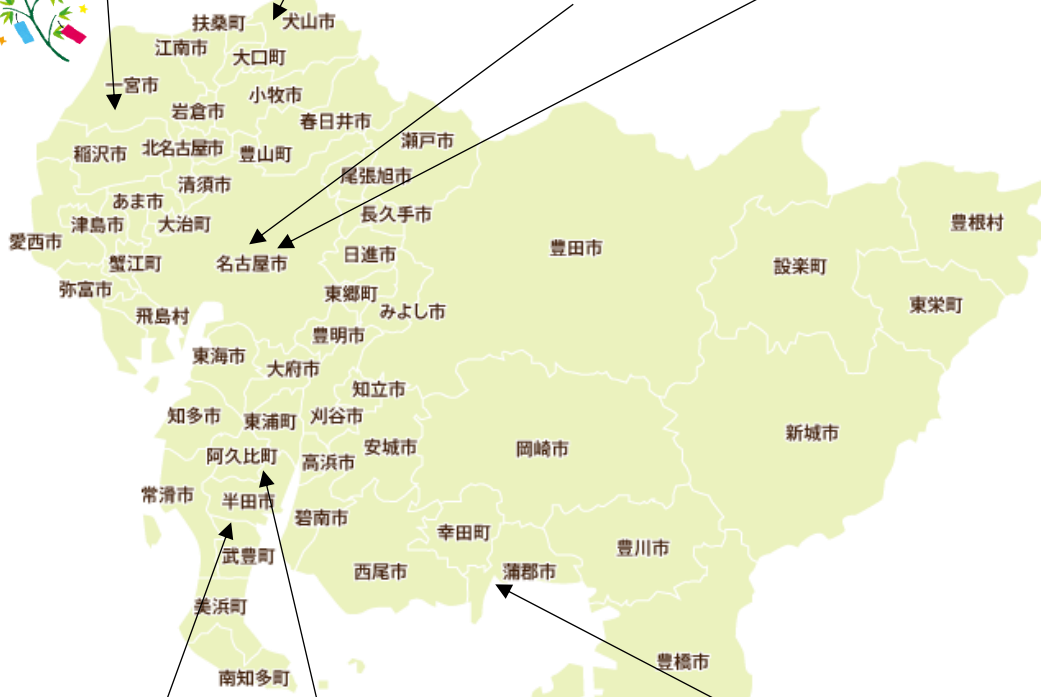 扶桑町
犬山市
江南市
大口町
一宮市
小牧市
岩倉市
春日井市
瀬戸市
稲沢市
北名古屋市
豊山町
尾張旭市
清須市
あま市
長久手市
津島市
大治町
豊根村
愛西市
日進市
豊田市
蟹江町
名古屋市
設楽町
弥富市
東郷町
東栄町
飛島村
みよし市
豊明市
東海市
大府市
知立市
知多市
東浦町
刈谷市
新城市
阿久比町
高浜市
安城市
岡崎市
常滑市
半田市
碧南市
幸田町
豊川市
武豊町
西尾市
蒲郡市
美浜町
豊橋市
南知多町